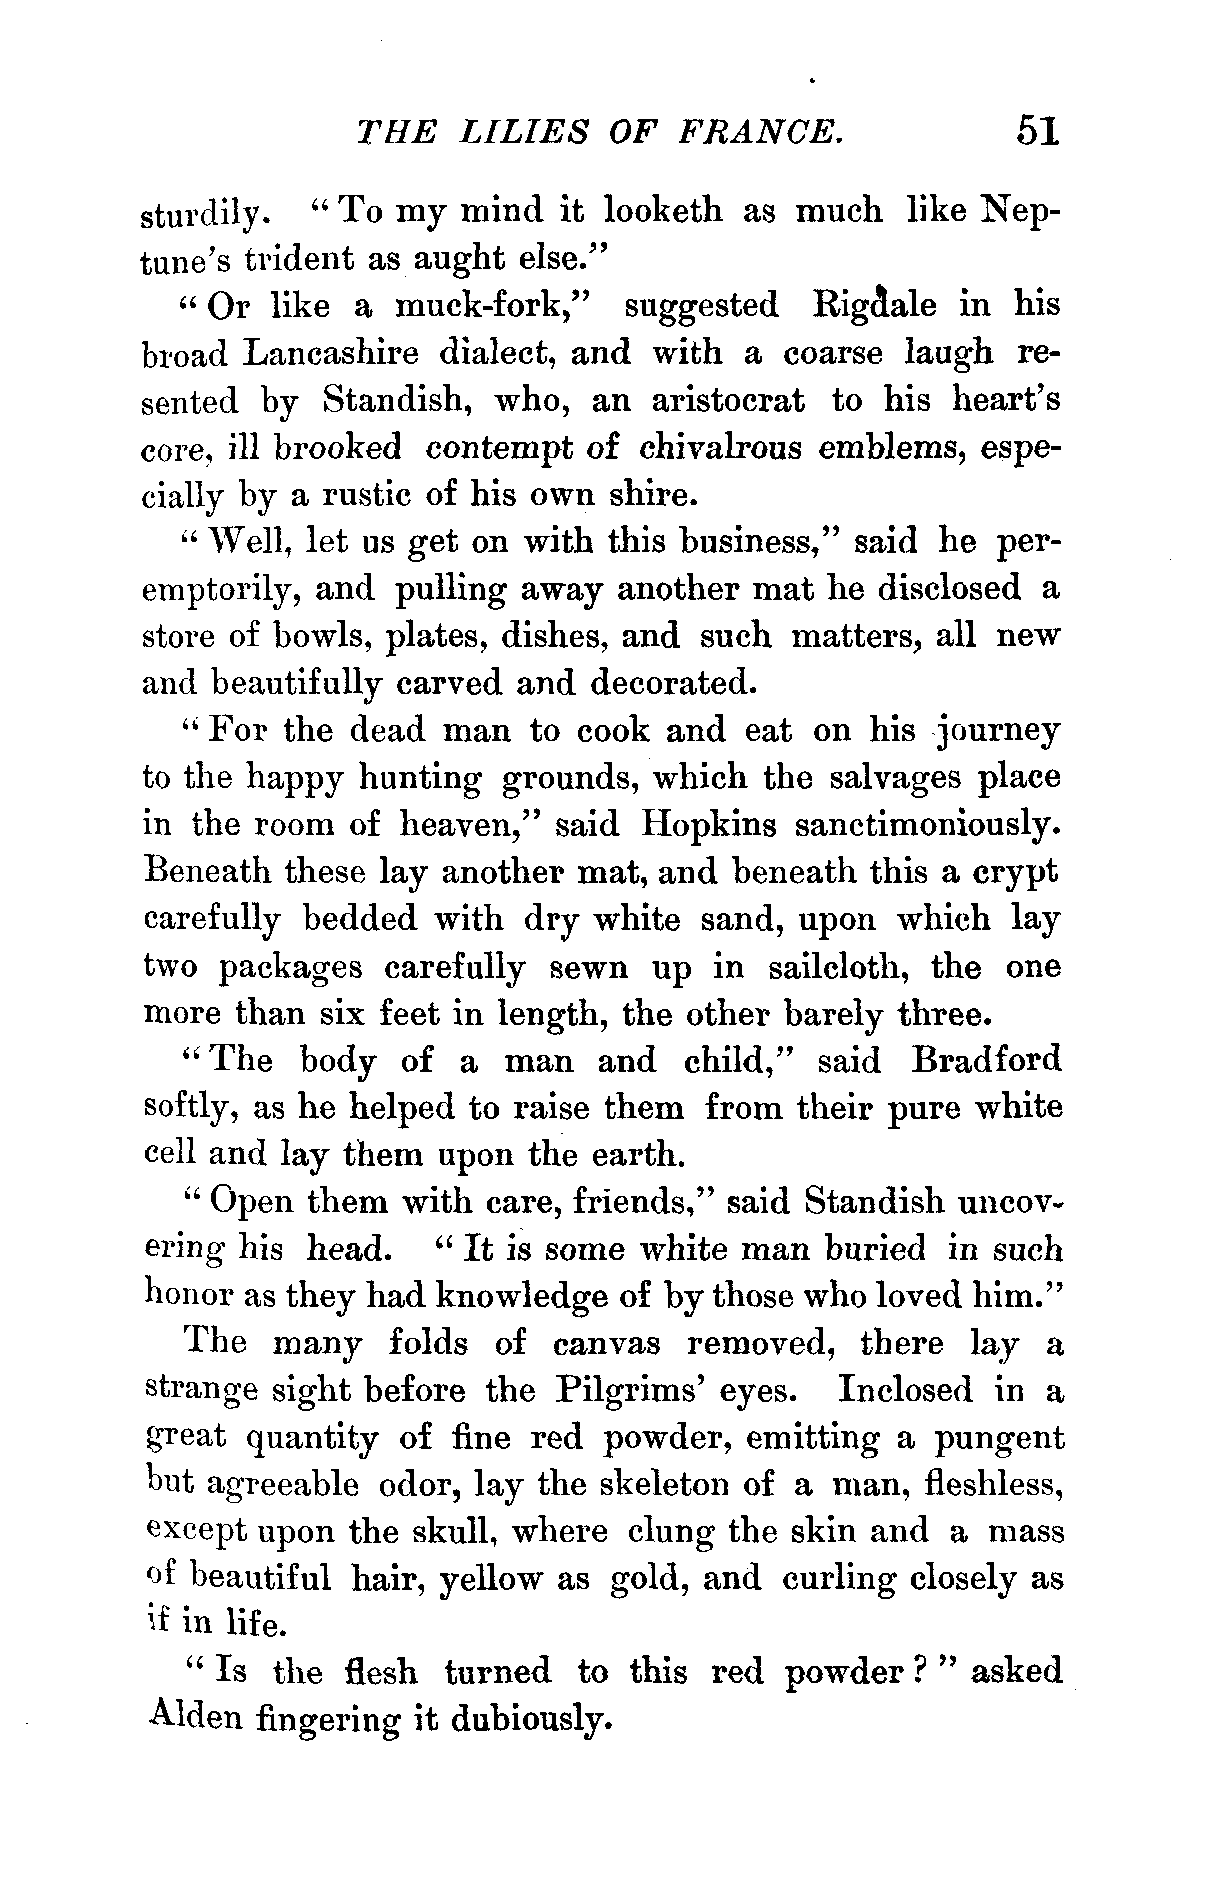 THE LILIES OF FRANCE. 51
sturdily. “To my mind it looketh as much like Nep-
tune’s trident as aught else.”
“Or like a muck-fork,” suggested Rigdale in his
broad Lancashire dialect, and with a coarse laugh re-
sented by Standish, who, an aristocrat to his heart’s
core, ill brooked contempt of chivalrous emblems, espe-
cially by a rustic of his own shire.
“Well, let us get on with this business,” said he per-
emptorily, and pulling away another mat he disclosed a
store of bowls, plates, dishes, and such matters, all new
and beautifully carved and decorated.
“For the dead man to cook and eat on his journey
to the happy hunting grounds, which the salvages place
in the room of heaven,” said Hopkins sanctimoniously.
Beneath these lay another mat, and beneath this a crypt
carefully bedded with dry white sand, upon which lay
two packages carefully sewn up in sailcloth, the one
more than six feet in length, the other barely three.
“The body of a man and child,” said Bradford
softly, as he helped to raise them from their pure white
cell and lay them upon the earth.
“Open them with care, friends,” said Standish uncov-
ering his head. “It is some white man buried in such
honor as they had knowledge of by those who loved him.”
The many folds of canvas removed, there lay a
strange sight before the Pilgrims’ eyes. Inclosed in a
great quantity of fine red powder, emitting a pungent
but agreeable odor, lay the skeleton of a man, fleshless,
except upon the skull, where clung the skin and a mass
of beautiful hair, yellow as gold, and curling closely as
if in life.
“Is the flesh turned to this red powder?” asked
Alden fingering it dubiously.